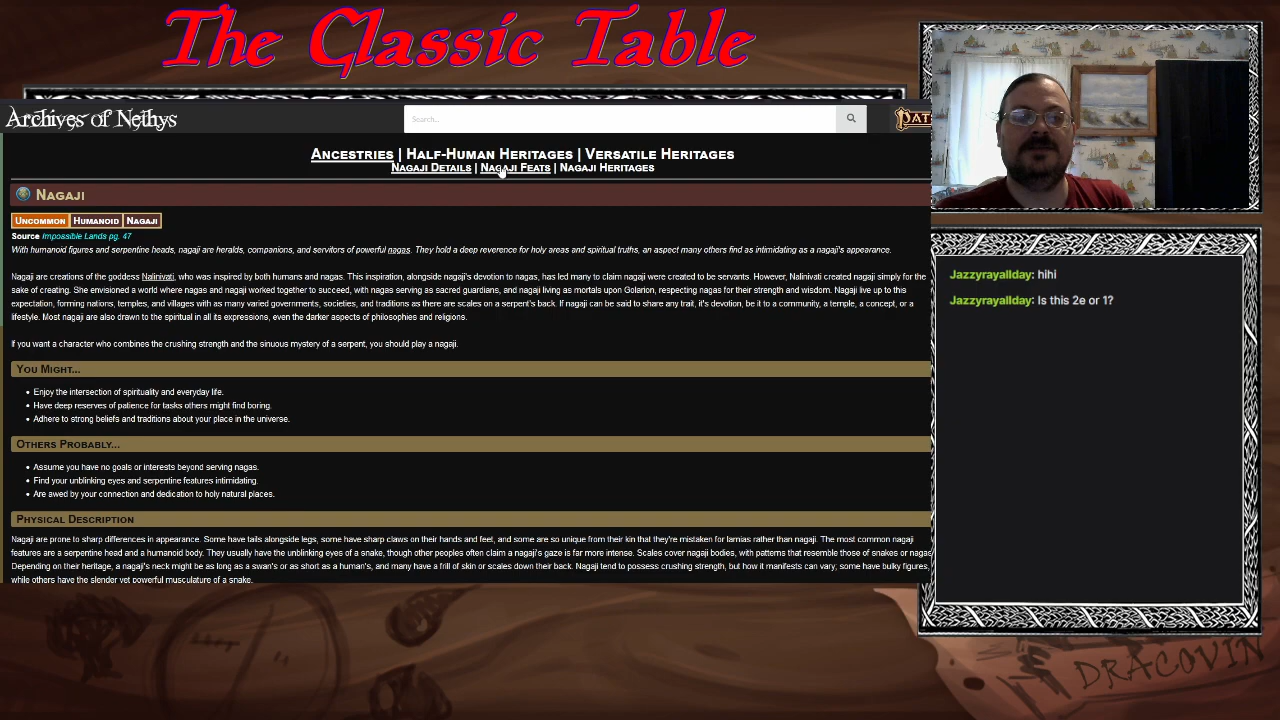 The Classic Table
Archives of Nethys
Search...
PAT
Ancestries | Half-Human Heritages | Versatile Heritages
Nagaji Details | Nagaji Feats | Nagaji Heritages
Nagaji
Uncommon Humanoid Nagaji
Source Impossible Lands pg. 47
With humanoid figures and serpentine heads, nagaji are heralds, companions, and servitors of powerful nagas. They hold a deep reverence for holy areas and spiritual truths, an aspect many others find as intimidating as a nagaji's appearance.
Nagaji are creations of the goddess Nalinivati, who was inspired by both humans and nagas. This inspiration, alongside nagaji's devotion to nagas, has led many to claim nagaji were created to be servants. However, Nalinivati created nagaji simply for the
sake of creating. She envisioned a world where nagas and nagaji worked together to succeed, with nagas serving as sacred guardians, and nagaji living as mortals upon Golarion, respecting nagas for their strength and wisdom. Nagaji live up to this
expectation, forming nations, temples, and villages with as many varied governments, societies, and traditions as there are scales on a serpent's back. If nagaji can be said to share any trait, it's devotion, be it to a community, a temple, a concept, or a
lifestyle. Most nagaji are also drawn to the spiritual in all its expressions, even the darker aspects of philosophies and religions.
If you want a character who combines the crushing strength and the sinuous mystery of a serpent, you should play a nagaji.
You Might...
• Enjoy the intersection of spirituality and everyday life.
• Have deep reserves of patience for tasks others might find boring.
• Adhere to strong beliefs and traditions about your place in the universe.
Others Probably...
• Assume you have no goals or interests beyond serving nagas.
• Find your unblinking eyes and serpentine features intimidating.
• Are awed by your connection and dedication to holy natural places.
Physical Description
Nagaji are prone to sharp differences in appearance. Some have tails alongside legs, some have sharp claws on their hands and feet, and some are so unique from their kin that they're mistaken for lamias rather than nagaji. The most common nagaji
features are a serpentine head and a humanoid body. They usually have the unblinking eyes of a snake, though other peoples often claim a nagaji's gaze is far more intense. Scales cover nagaji bodies, with patterns that resemble those of snakes or nagas
Depending on their heritage, a nagaji's neck might be as long as a swan's or as short as a human's, and many have a frill of skin or scales down their back. Nagaji tend to possess crushing strength, but how it manifests can vary; some have bulky figures,
while others have the slender yet powerful musculature of a snake.
Jazzyrayallday: hihi
Jazzyrayallday: Is this 2e or 1?
DRACOVIN